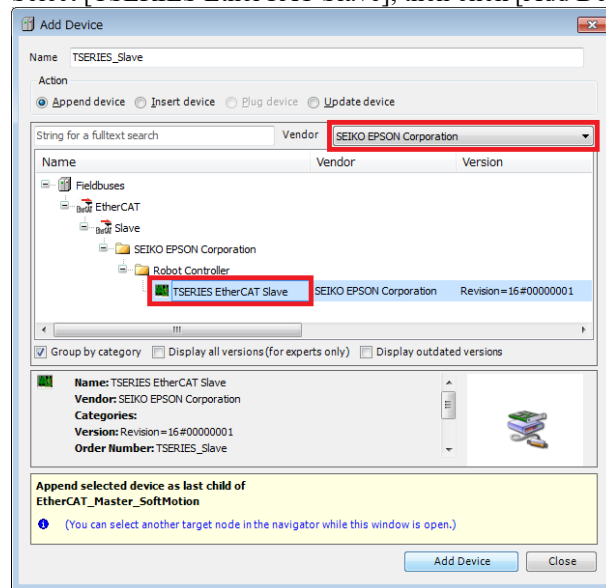 Add Device
Name TSERIES_Slave
Action
Append device Insert device Plug device Update device
String for a fulltext search Vendor SEIKO EPSON Corporation
Name Vendor Version
Fieldbuses
EtherCAT
Slave
SEIKO EPSON Corporation
Robot Controller
TSERIES EtherCAT Slave SEIKO EPSON Corporation Revision=16#00000001
Group by category Display all versions (for experts only) Display outdated versions
Name: TSERIES EtherCAT Slave
Vendor: SEIKO EPSON Corporation
Categories:
Version: Revision=16#00000001
Order Number: TSERIES_Slave
Append selected device as last child of
EtherCAT_Master_SoftMotion
(You can select another target node in the navigator while this window is open.)
Add Device Close